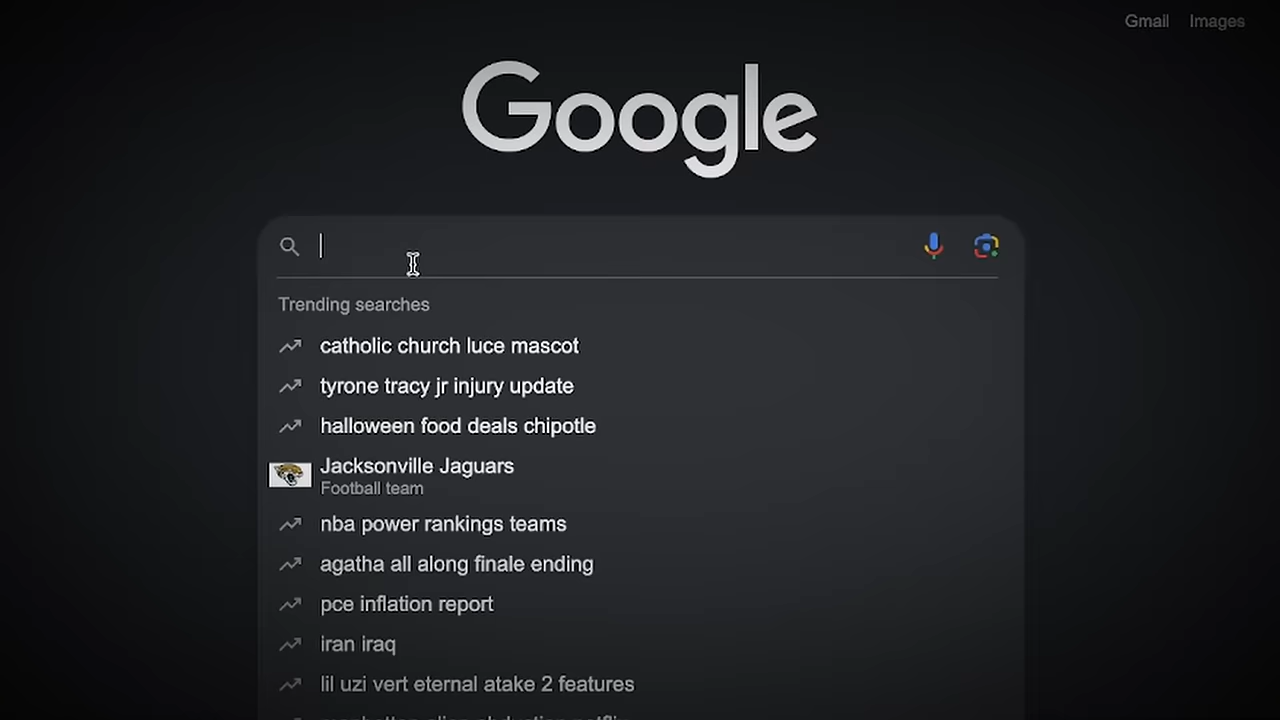 Gmail Images
Google
Trending searches
catholic church luce mascot
tyrone tracy jr injury update
halloween food deals chipotle
Jacksonville Jaguars
Football team
nba power rankings teams
agatha all along finale ending
pce inflation report
iran iraq
lil uzi vert eternal atake 2 features